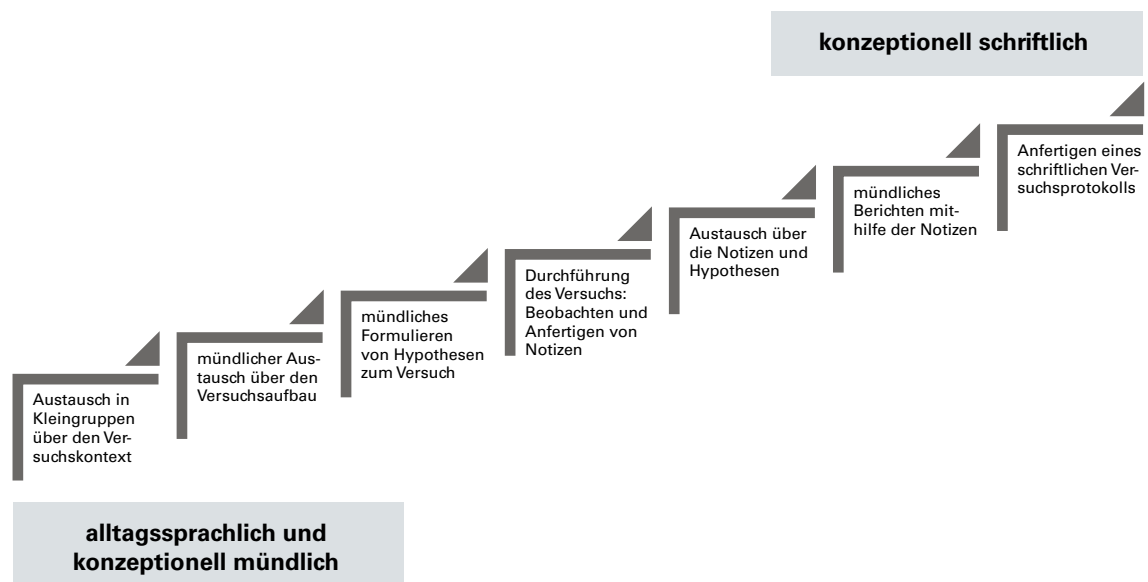 konzeptionell schriftlich
Anfertigen eines
schriftlichen Ver-
suchsprotokolls
mündliches
Berichten mit-
hilfe der Notizen
Austausch über
die Notizen und
Hypothesen
Durchführung
des Versuchs:
Beobachten und
Anfertigen von
Notizen
mündliches
Formulieren
von Hypothesen
zum Versuch
mündlicher Aus-
tausch über den
Versuchsaufbau
Austausch in
Kleingruppen
über den Ver-
suchskontext
alltagssprachlich und
konzeptionell mündlich